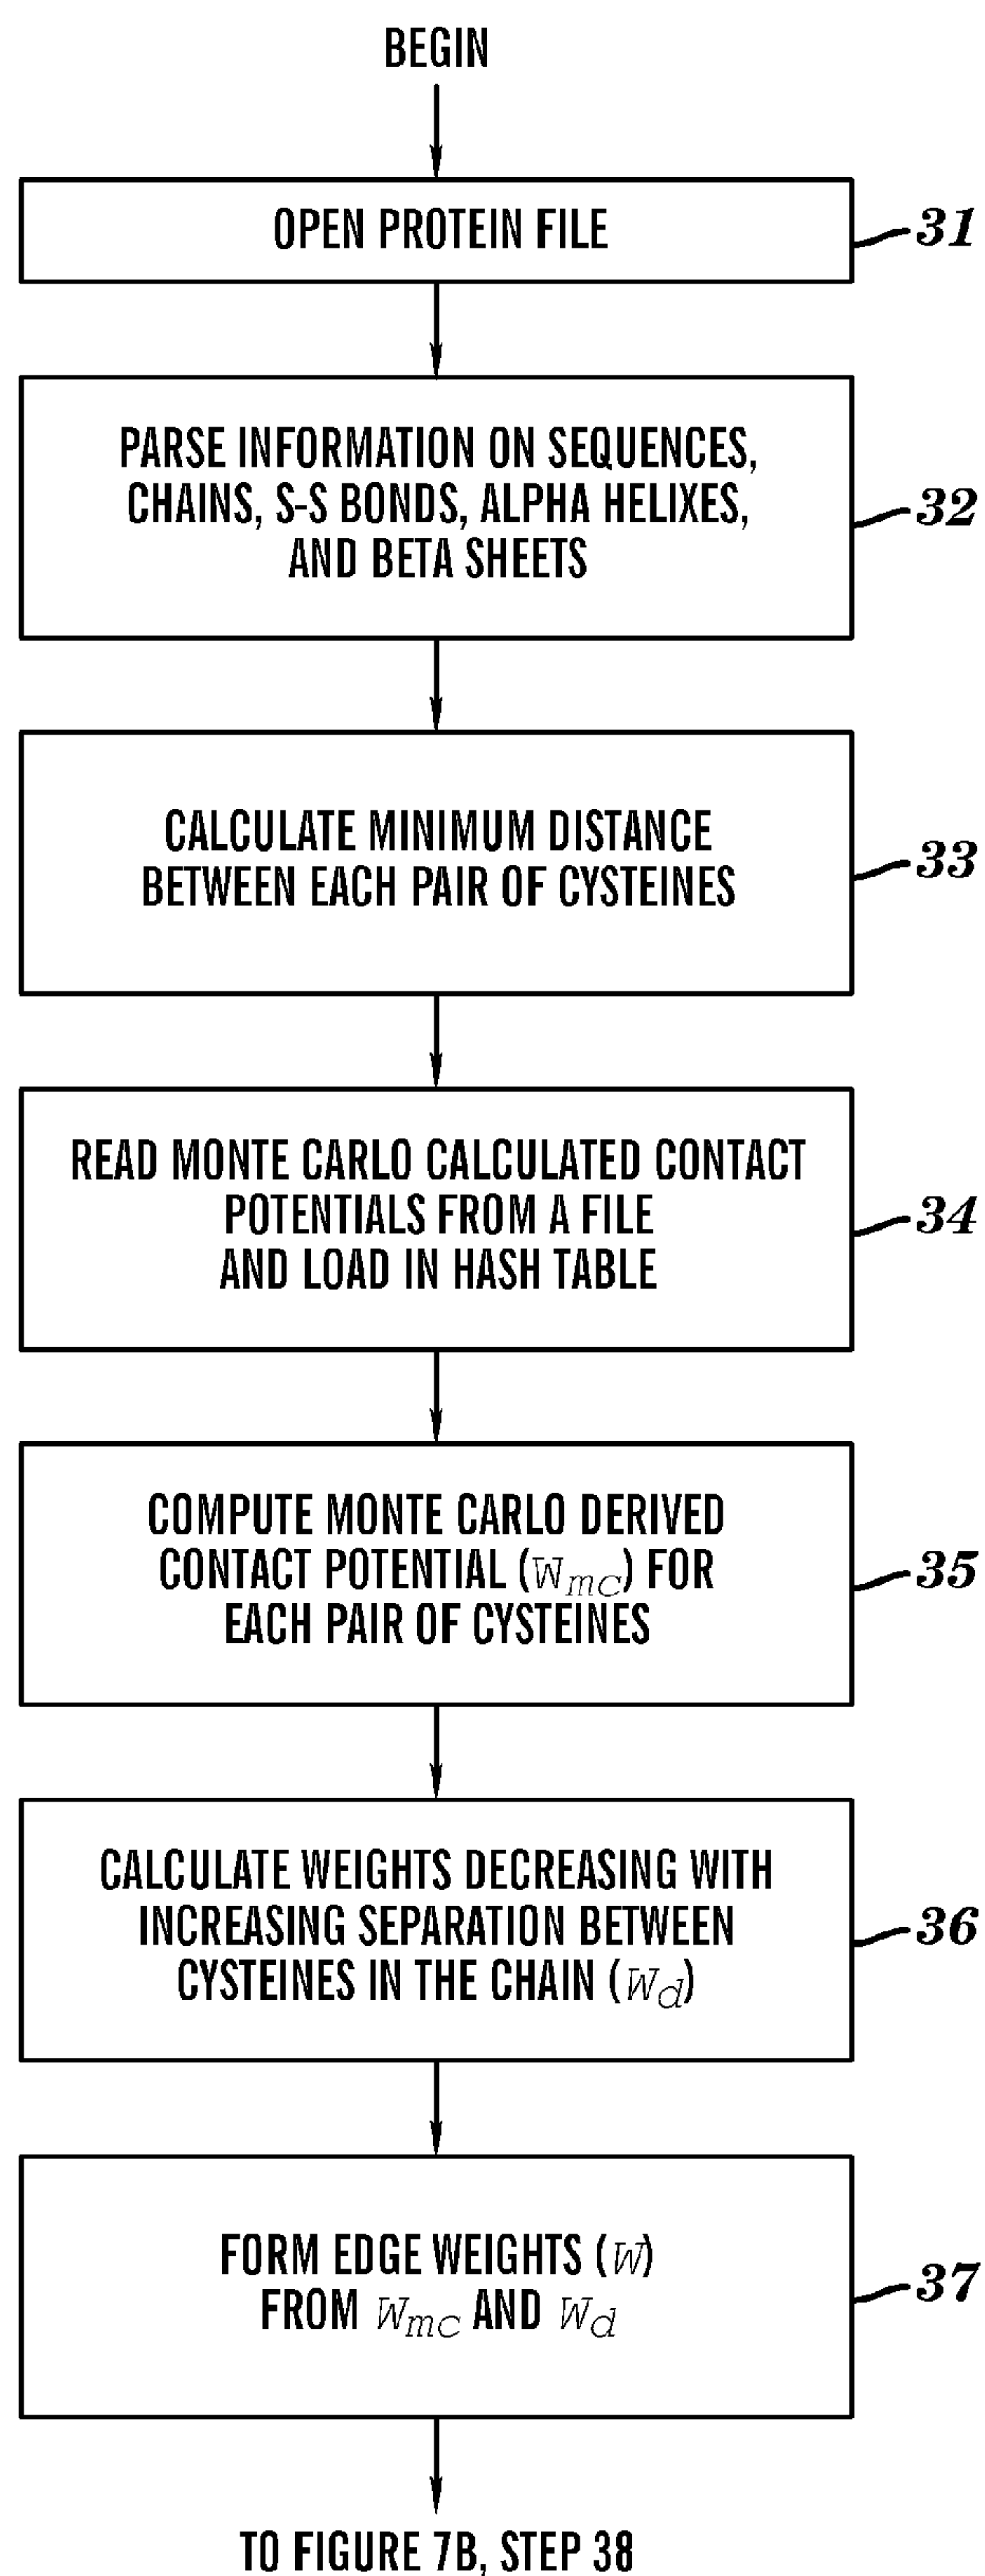 BEGIN
OPEN PROTEIN FILE
31
PARSE INFORMATION ON SEQUENCES,
CHAINS, S-S BONDS, ALPHA HELIXES,
AND BETA SHEETS
32
CALCULATE MINIMUM DISTANCE
BETWEEN EACH PAIR OF CYSTEINES
33
READ MONTE CARLO CALCULATED CONTACT
POTENTIALS FROM A FILE
AND LOAD IN HASH TABLE
34
COMPUTE MONTE CARLO DERIVED
CONTACT POTENTIAL (Wmc) FOR
EACH PAIR OF CYSTEINES
35
CALCULATE WEIGHTS DECREASING WITH
INCREASING SEPARATION BETWEEN
CYSTEINES IN THE CHAIN (Wd)
36
FORM EDGE WEIGHTS (W)
FROM Wmc AND Wd
37
TO FIGURE 7B, STEP 38